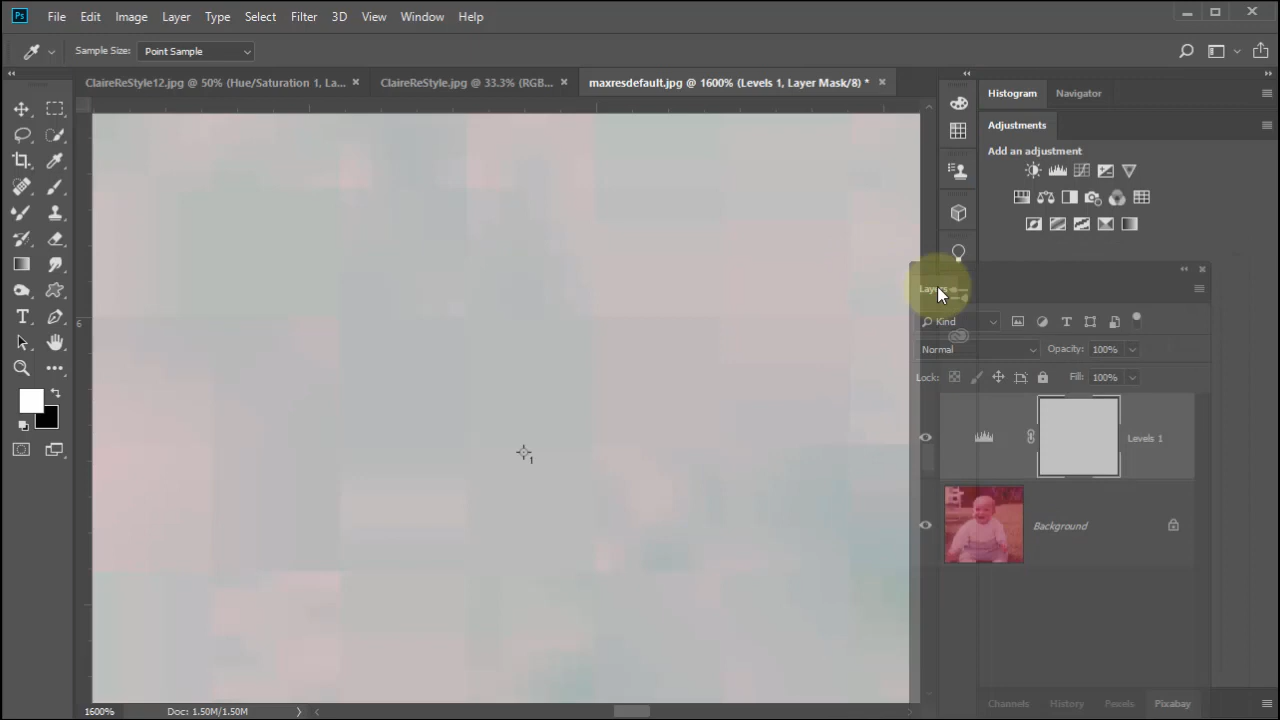 Ps File Edit Image Layer Type Select Filter 3D View Window Help
Sample Size: Point Sample
ClaireReStyle12.jpg @ 50% (Hue/Saturation 1, La... × ClaireReStyle.jpg @ 33.3% (RGB... × maxresdefault.jpg @ 1600% (Levels 1, Layer Mask/8) * ×
Histogram Navigator
Adjustments
Add an adjustment
Layers
Kind
Normal Opacity: 100%
Lock: Fill: 100%
6
Levels 1
1
Background
Channels History Pexels Pixabay
1600% Doc: 1.50M/1.50M